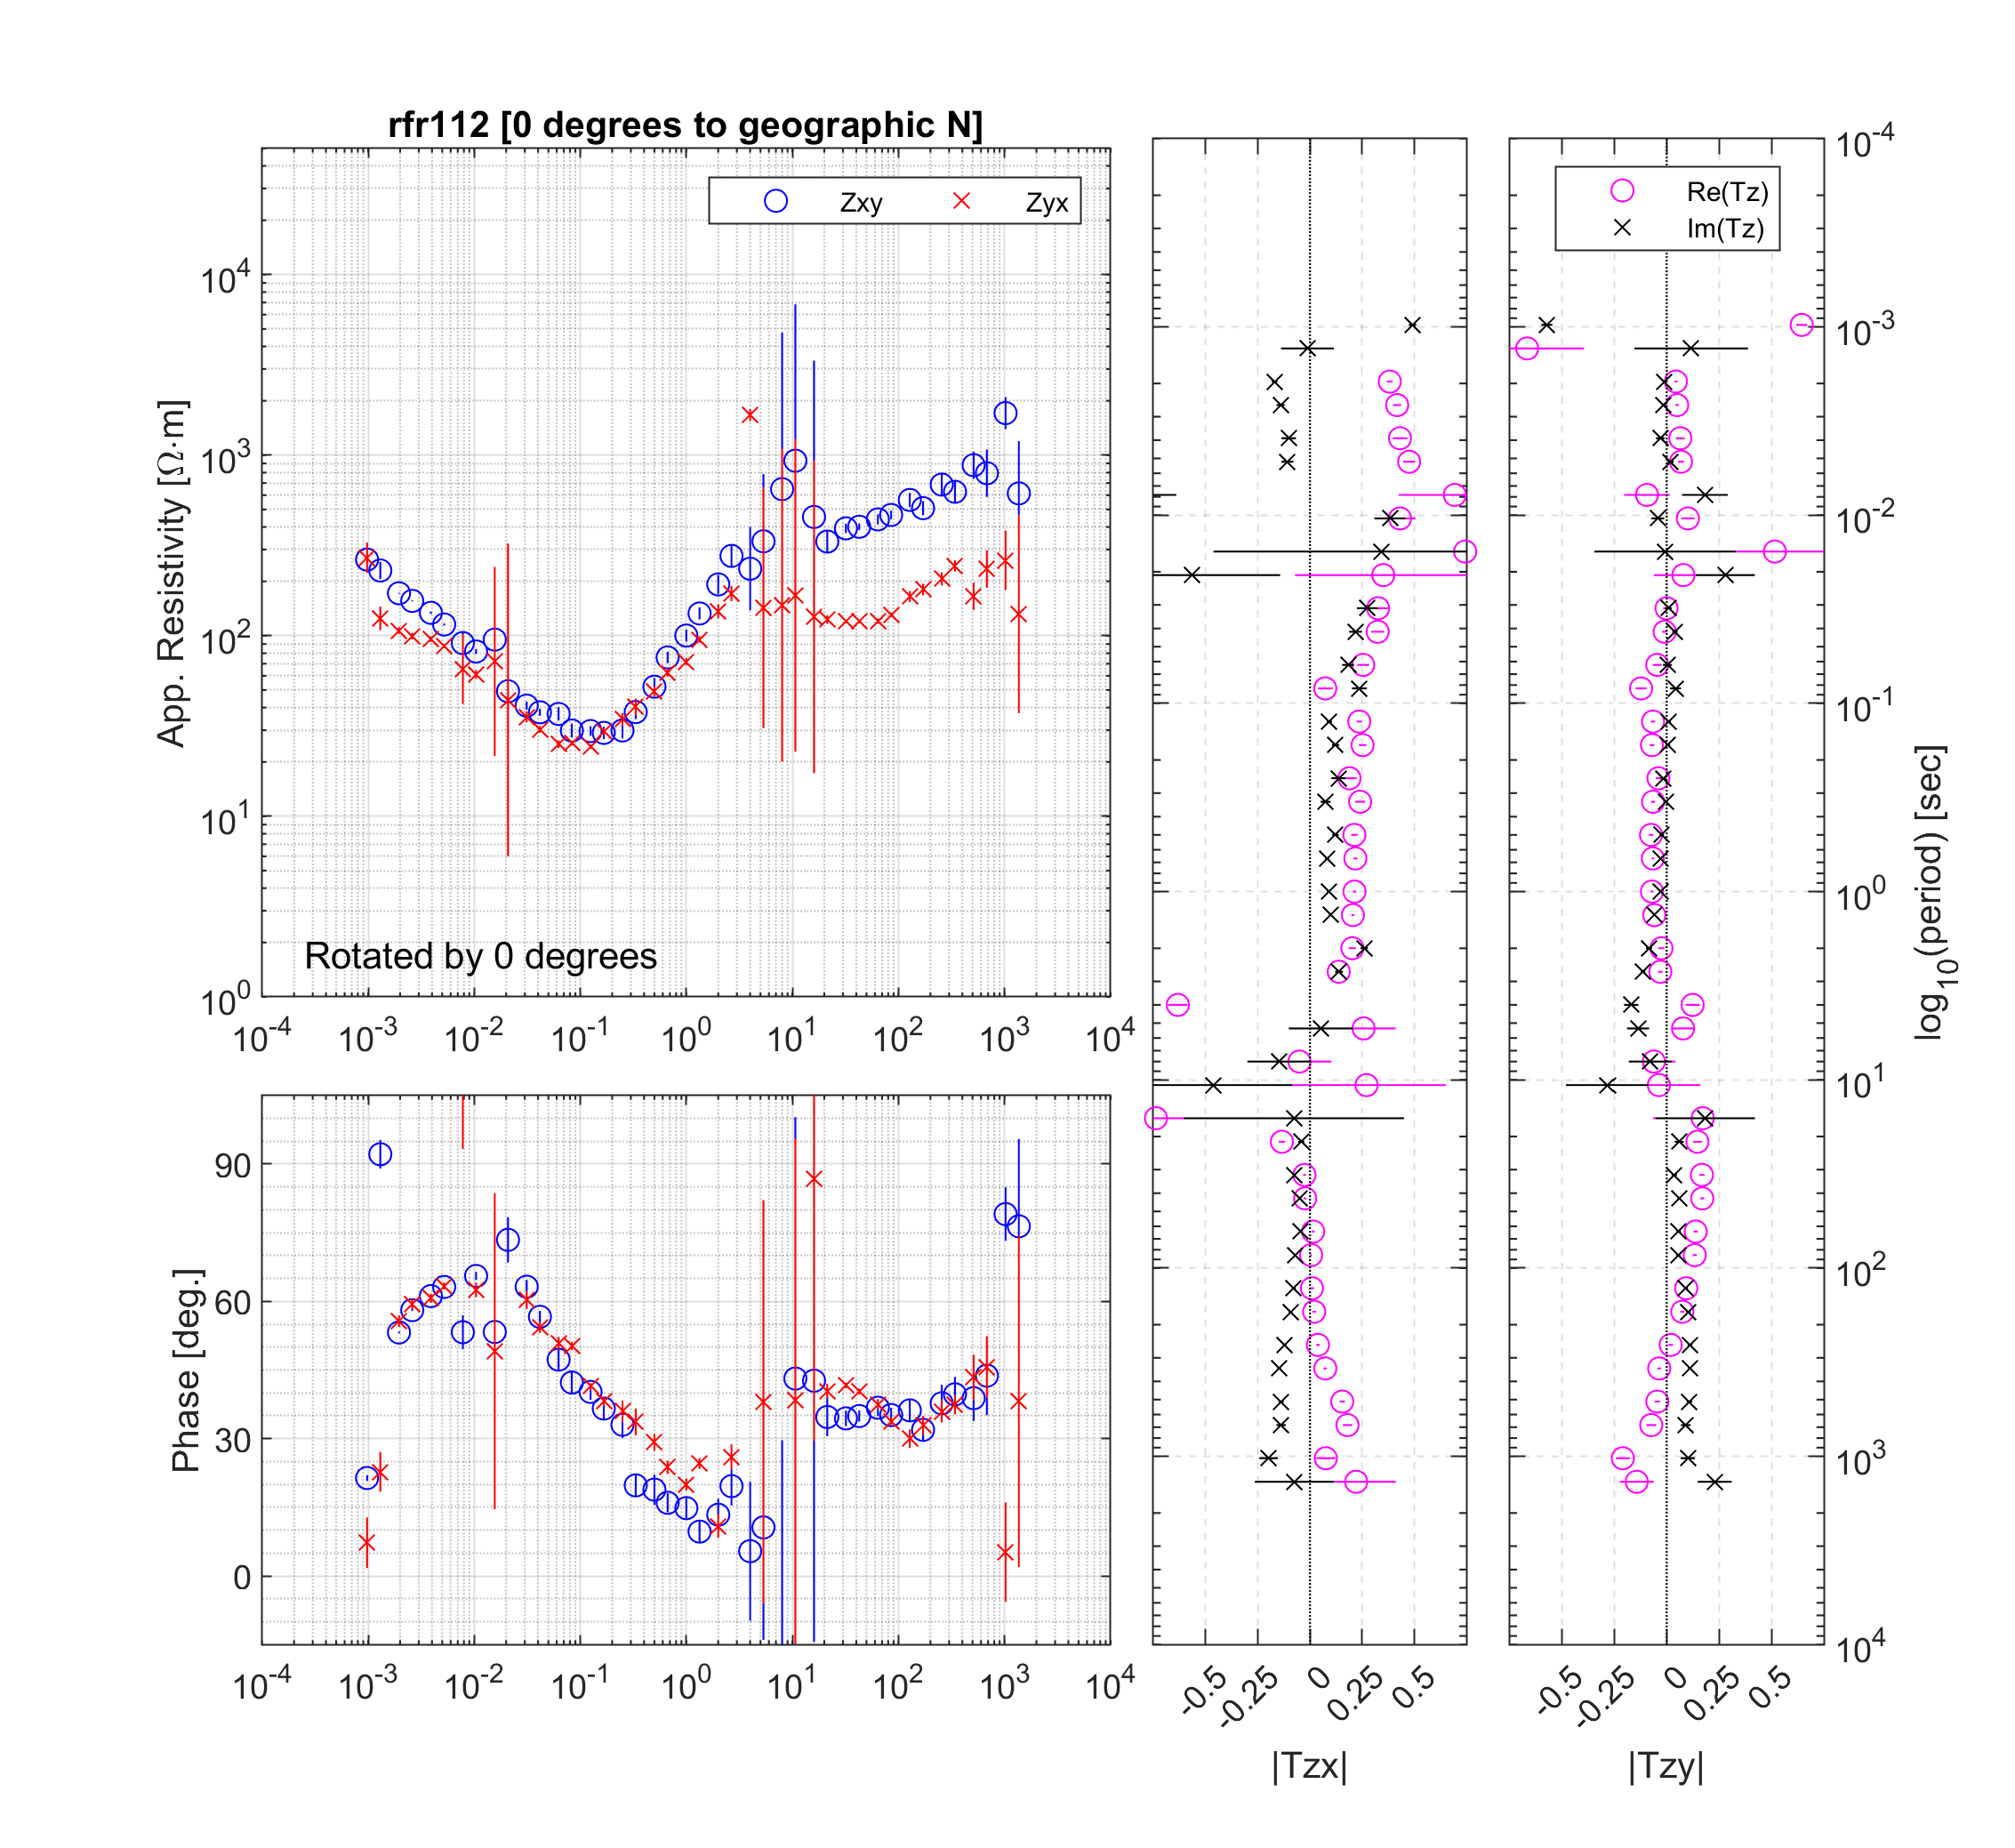 rfr112 [0 degrees to geographic N]
Zxy Zyx
App. Resistivity [Ω·m]
10^4
10^3
10^2
10^1
10^0
Rotated by 0 degrees
10^-4 10^-3 10^-2 10^-1 10^0 10^1 10^2 10^3 10^4
Phase [deg.]
90
60
30
0
10^-4 10^-3 10^-2 10^-1 10^0 10^1 10^2 10^3 10^4
-0.5 -0.25 0 0.25 0.5
|Tzx|
Re(Tz)
Im(Tz)
10^-4
10^-3
10^-2
10^-1
10^0
10^1
10^2
10^3
10^4
log10(period) [sec]
-0.5 -0.25 0 0.25 0.5
|Tzy|